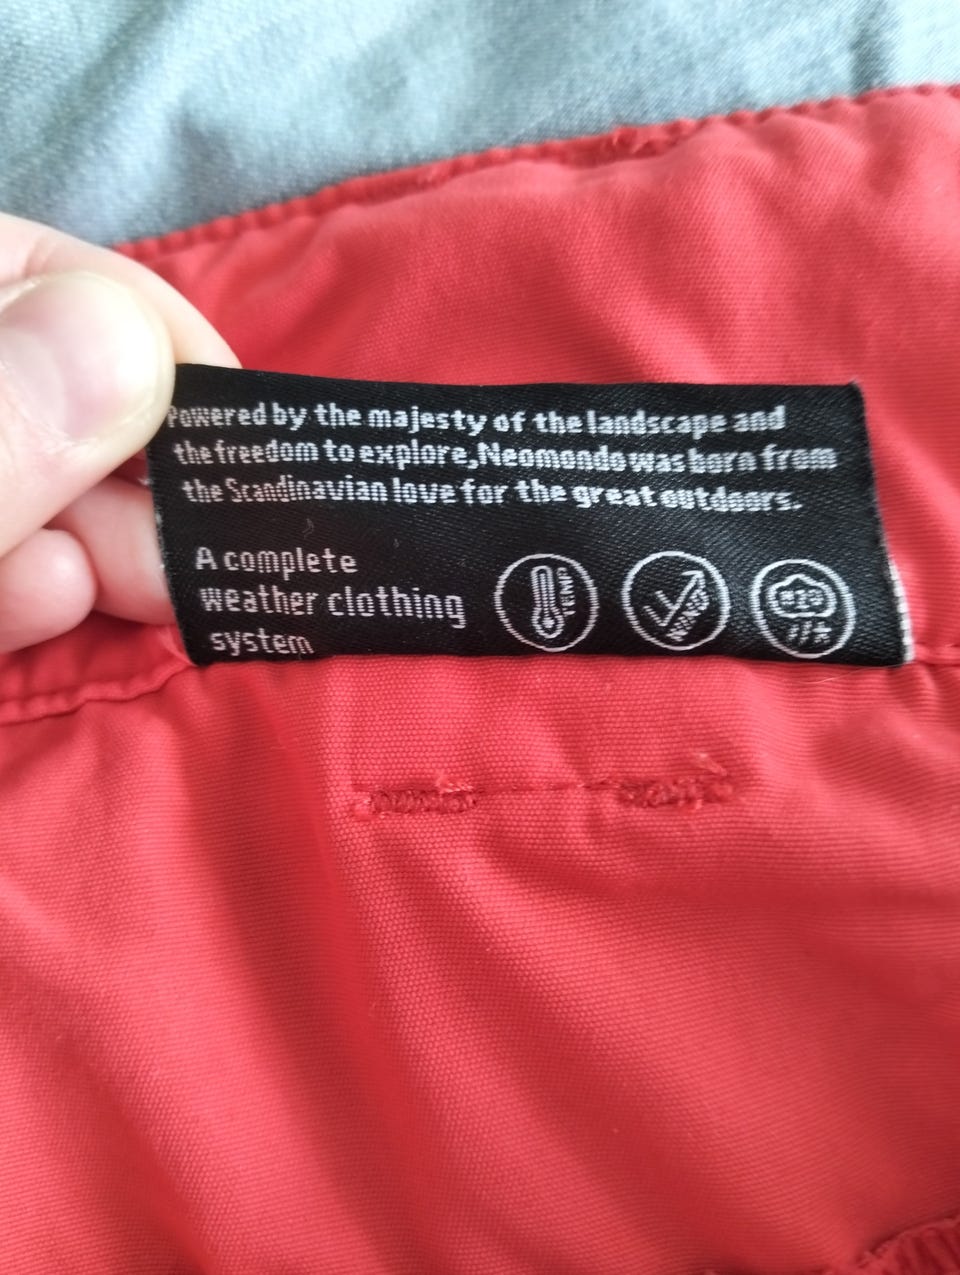 Powered by the majesty of the landscape and
the freedom to explore, Neomondo was born from
the Scandinavian love for the great outdoors.
A complete
weather clothing
system
TEMP